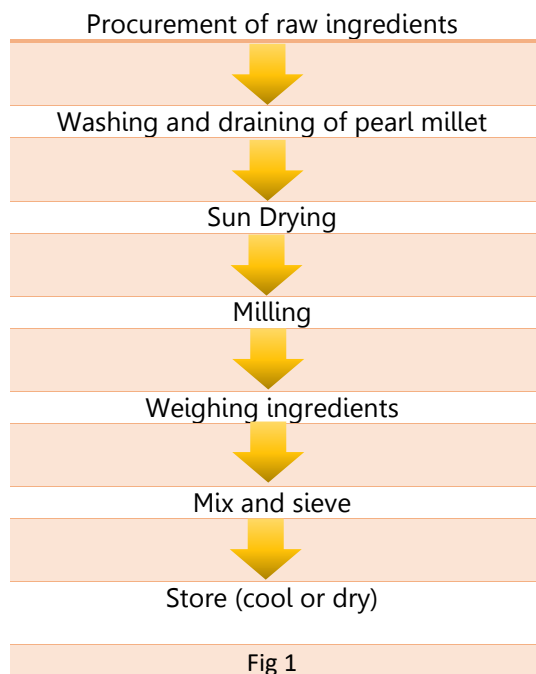 Procurement of raw ingredients
Washing and draining of pearl millet
Sun Drying
Milling
Weighing ingredients
Mix and sieve
Store (cool or dry)
Fig 1